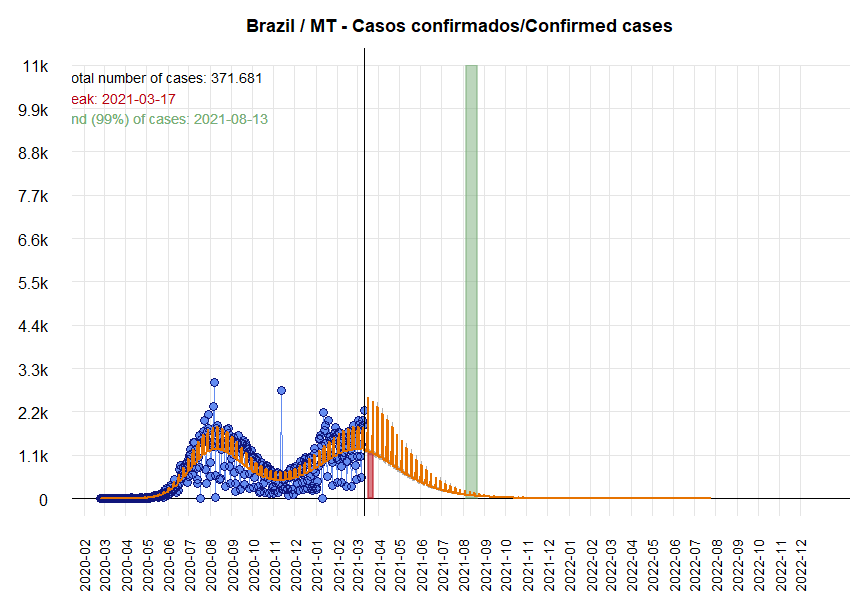 Brazil / MT - Casos confirmados/Confirmed cases
11k
otal number of cases: 371.681
eak: 2021-03-17
nd (99%) of cases: 2021-08-13
9.9k
8.8k
7.7k
6.6k
5.5k
4.4k
3.3k
2.2k
1.1k
0
2020-02
2020-03
2020-04
2020-05
2020-06
2020-07
2020-08
2020-09
2020-10
2020-11
2020-12
2021-01
2021-02
2021-03
2021-04
2021-05
2021-06
2021-07
2021-08
2021-09
2021-10
2021-11
2021-12
2022-01
2022-02
2022-03
2022-04
2022-05
2022-06
2022-07
2022-08
2022-09
2022-10
2022-11
2022-12